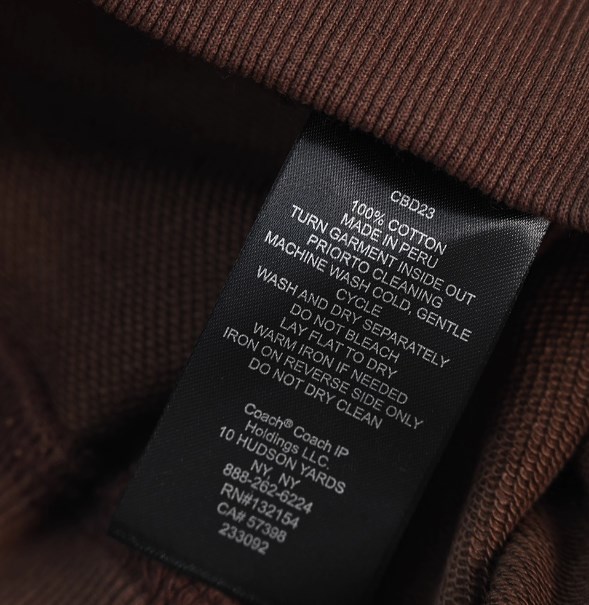 CBD23
100% COTTON
MADE IN PERU
TURN GARMENT INSIDE OUT
PRIORTO CLEANING
MACHINE WASH COLD, GENTLE
CYCLE
WASH AND DRY SEPARATELY
DO NOT BLEACH
LAY FLAT TO DRY
WARM IRON IF NEEDED
IRON ON REVERSE SIDE ONLY
DO NOT DRY CLEAN
Coach® Coach IP
Holdings LLC.
10 HUDSON YARDS
NY, NY
888-262-6224
RN#132154
CA# 57398
233092